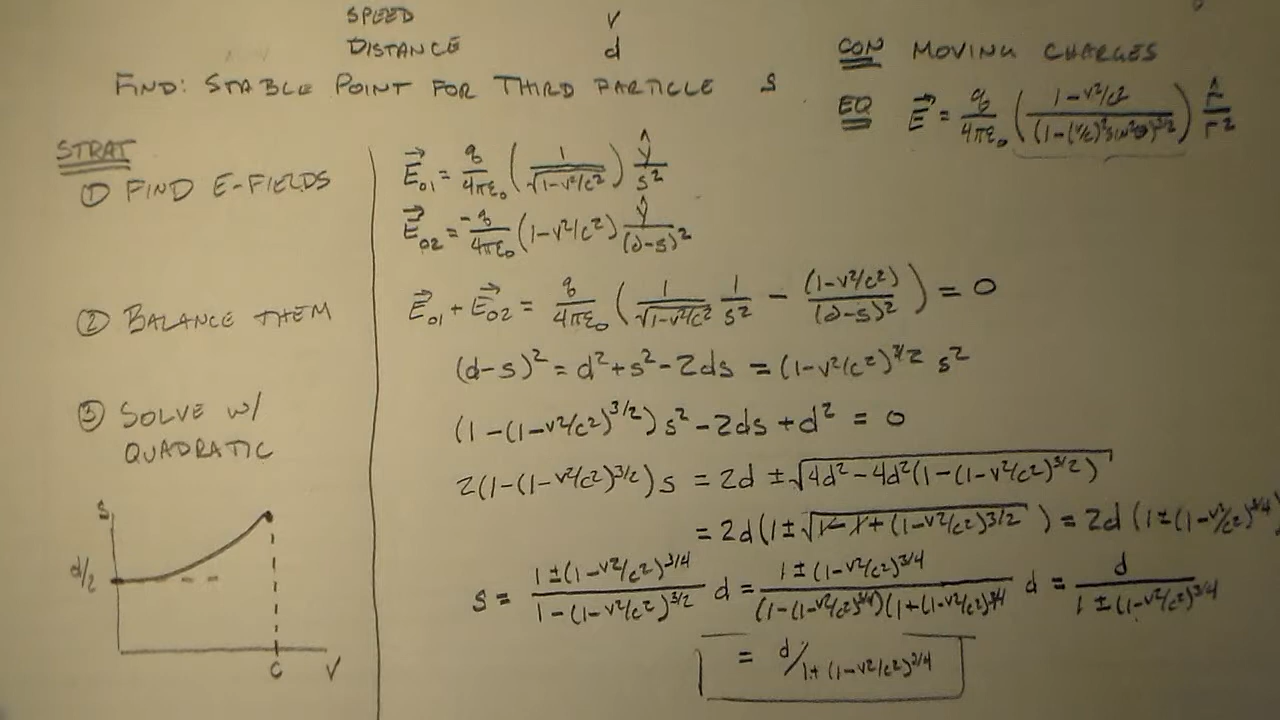 SPEED v
DISTANCE d
FIND: STABLE POINT FOR THIRD PARTICLE s
CON MOVING CHARGES
EQ E⃗ = q/4πε₀ ( (1-v²/c²) / (1-(v/c)² sin²θ)^3/2 ) r̂/r²
STRAT
① FIND E-FIELDS
E⃗₀₁ = q/4πε₀ ( 1/√(1-v²/c²) ) ŷ/s²
E⃗₀₂ = -q/4πε₀ (1-v²/c²) ŷ/(d-s)²
② BALANCE THEM
E⃗₀₁ + E⃗₀₂ = q/4πε₀ ( 1/√(1-v²/c²) 1/s² - (1-v²/c²)/(d-s)² ) = 0
(d-s)² = d²+s²-2ds = (1-v²/c²)^3/2 s²
③ SOLVE W/
QUADRATIC
(1-(1-v²/c²)^3/2) s² - 2ds + d² = 0
2(1-(1-v²/c²)^3/2) s = 2d ± √(4d²-4d²(1-(1-v²/c²)^3/2))
= 2d(1±√(1-1+(1-v²/c²)^3/2)) = 2d(1±(1-v²/c²)^3/4)
s = (1±(1-v²/c²)^3/4)/(1-(1-v²/c²)^3/2) d = (1±(1-v²/c²)^3/4)/((1-(1-v²/c²)^3/4)(1+(1-v²/c²)^3/4)) d = d/(1±(1-v²/c²)^3/4)
= d/1+(1-v²/c²)^3/4
s
d/2
c
v